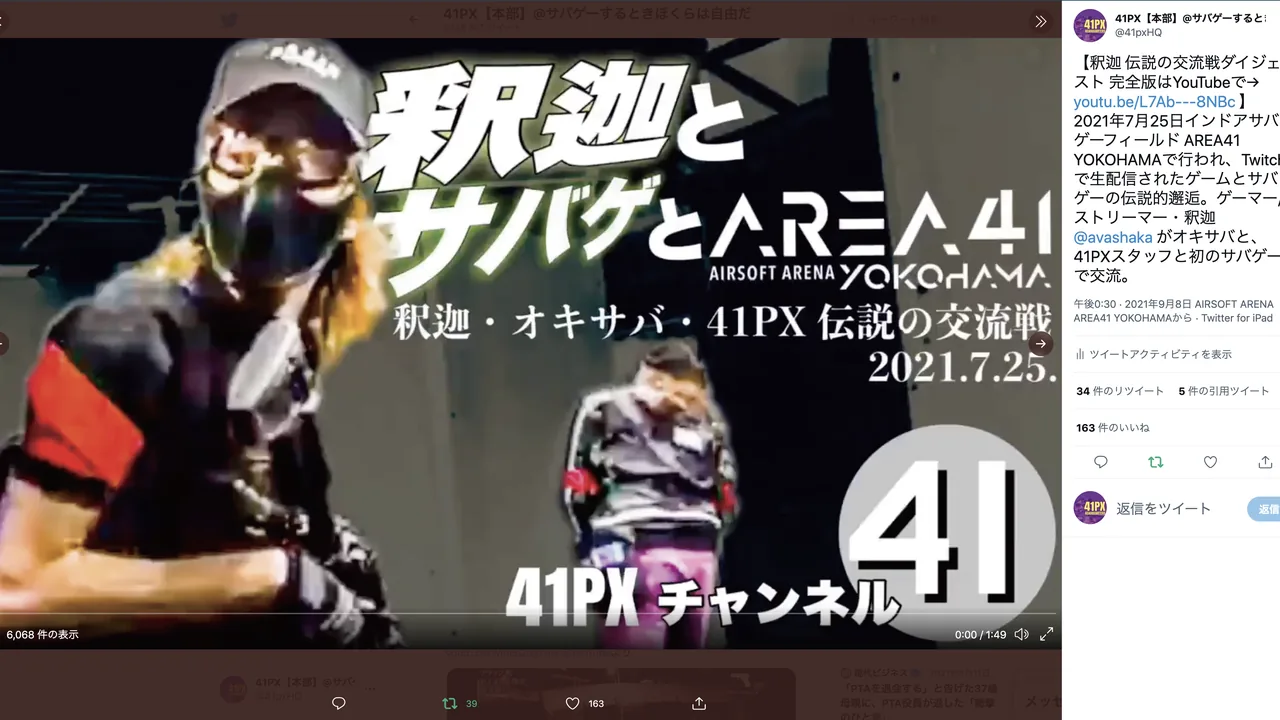 41PX【本部】@サバゲーするときぼくらは自由だ
釈迦と
サバゲと AREA 41
AIRSOFT ARENA YOKOHAMA
釈迦・オキサバ・41PX 伝説の交流戦
2021.7.25.
41
41PX チャンネル
6,068 件の表示
0:00 / 1:49
39
163
41PX【本部】@サバ
41PX
41PX【本部】@サバゲーすると
@41pxHQ
【釈迦 伝説の交流戦ダイジェ
スト 完全版はYouTubeで→
youtu.be/L7Ab---8NBc 】
2021年7月25日インドアサバ
ゲーフィールド AREA41
YOKOHAMAで行われ、Twitch
で生配信されたゲームとサバ
ゲーの伝説的邂逅。ゲーマー/
ストリーマー・釈迦
@avashaka がオキサバと、
41PXスタッフと初のサバゲー
で交流。
午後0:30 · 2021年9月8日 AIRSOFT ARENA
AREA41 YOKOHAMAから · Twitter for iPad
ツイートアクティビティを表示
34 件のリツイート 5 件の引用ツイート
163 件のいいね
41PX
返信をツイート
返信